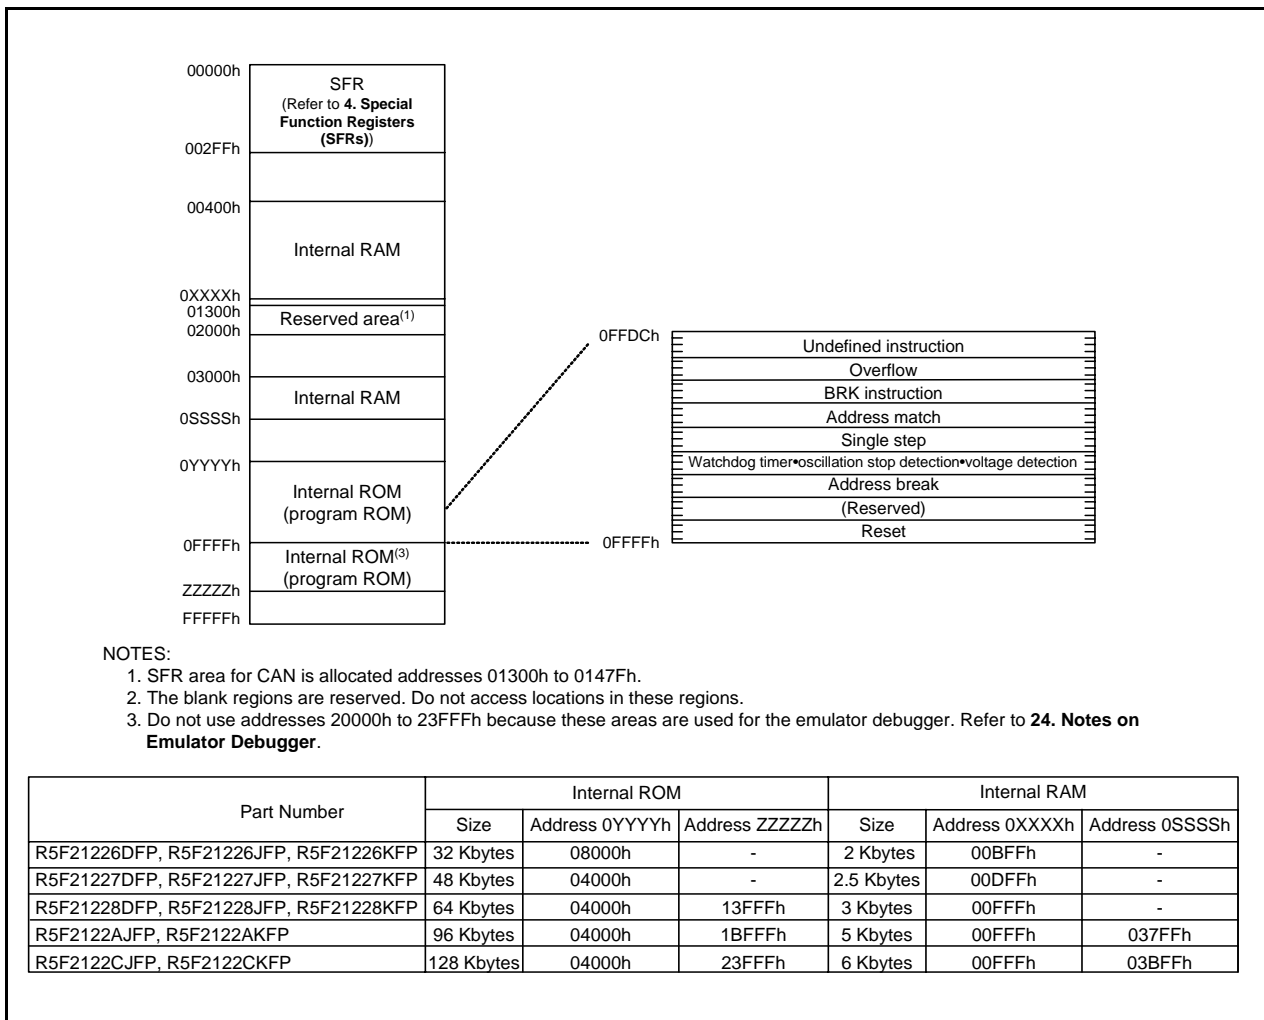 00000h
SFR
(Refer to 4. Special
Function Registers
(SFRs))
002FFh
00400h
Internal RAM
0XXXXh
01300h
Reserved area(1)
02000h
03000h
Internal RAM
0SSSSh
0YYYYh
Internal ROM
(program ROM)
0FFFFh
Internal ROM(3)
(program ROM)
ZZZZZh
FFFFFh
0FFDCh
Undefined instruction
Overflow
BRK instruction
Address match
Single step
Watchdog timer•oscillation stop detection•voltage detection
Address break
(Reserved)
Reset
0FFFFh
NOTES:
1. SFR area for CAN is allocated addresses 01300h to 0147Fh.
2. The blank regions are reserved. Do not access locations in these regions.
3. Do not use addresses 20000h to 23FFFh because these areas are used for the emulator debugger. Refer to 24. Notes on
Emulator Debugger.
Part Number Internal ROM Internal RAM
Size Address 0YYYYh Address ZZZZZh Size Address 0XXXXh Address 0SSSSh
R5F21226DFP, R5F21226JFP, R5F21226KFP 32 Kbytes 08000h - 2 Kbytes 00BFFh -
R5F21227DFP, R5F21227JFP, R5F21227KFP 48 Kbytes 04000h - 2.5 Kbytes 00DFFh -
R5F21228DFP, R5F21228JFP, R5F21228KFP 64 Kbytes 04000h 13FFFh 3 Kbytes 00FFFh -
R5F2122AJFP, R5F2122AKFP 96 Kbytes 04000h 1BFFFh 5 Kbytes 00FFFh 037FFh
R5F2122CJFP, R5F2122CKFP 128 Kbytes 04000h 23FFFh 6 Kbytes 00FFFh 03BFFh